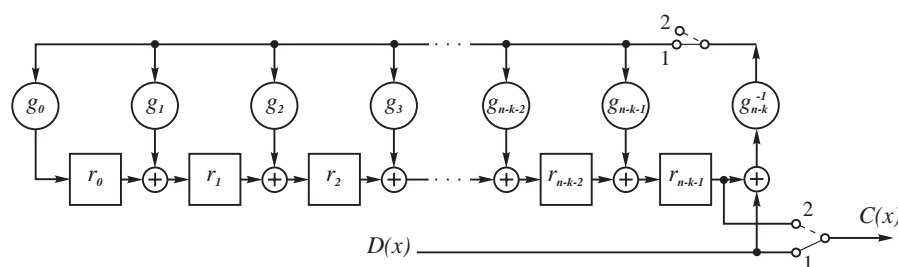 2
1
g₀ g₁ g₂ g₃ · · · · gₙ₋ₖ₋₂ gₙ₋ₖ₋₁ g⁻¹ₙ₋ₖ
r₀ + r₁ + r₂ + · · · · + rₙ₋ₖ₋₂ + rₙ₋ₖ₋₁ +
2 C(x)
D(x) 1